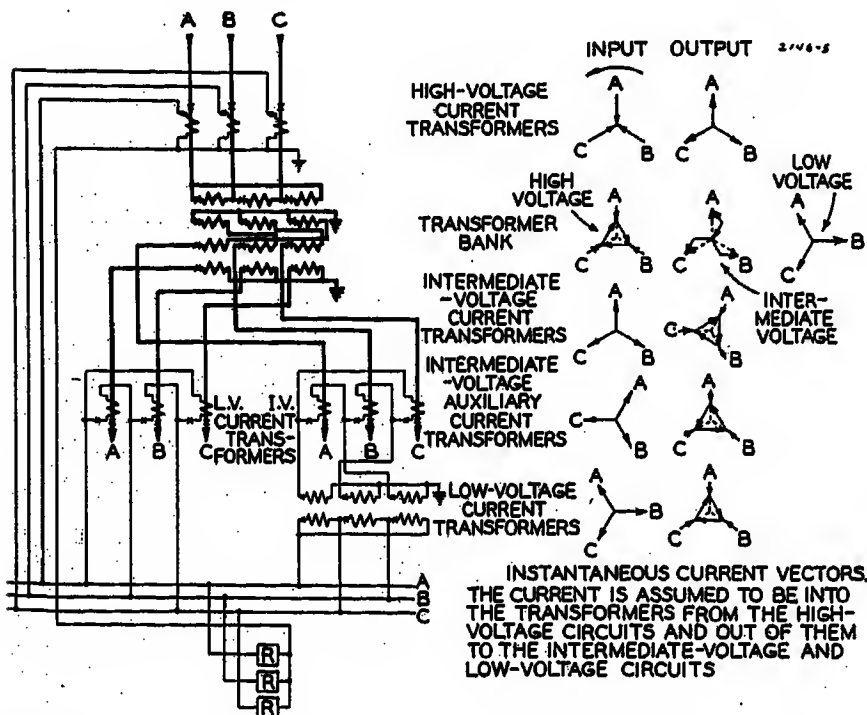 A B C
INPUT OUTPUT 2146-S
HIGH-VOLTAGE
CURRENT
TRANSFORMERS
A A
C B C B
HIGH
VOLTAGE
LOW
VOLTAGE
TRANSFORMER
BANK
A A A
C B C B C B
INTERMEDIATE
-VOLTAGE
CURRENT
TRANSFORMERS
A A
C B C B
INTER-
MEDIATE
VOLTAGE
INTERMEDIATE
-VOLTAGE
AUXILIARY
CURRENT
TRANSFORMERS
A A
C B C B
L.V. I.V.
CURRENT
TRANS-
FORMERS
A B C A B C
LOW-VOLTAGE
CURRENT
TRANSFORMERS
A A
C B C B
A
B
C
R
R
R
INSTANTANEOUS CURRENT VECTORS.
THE CURRENT IS ASSUMED TO BE INTO
THE TRANSFORMERS FROM THE HIGH-
VOLTAGE CIRCUITS AND OUT OF THEM
TO THE INTERMEDIATE-VOLTAGE AND
LOW-VOLTAGE CIRCUITS